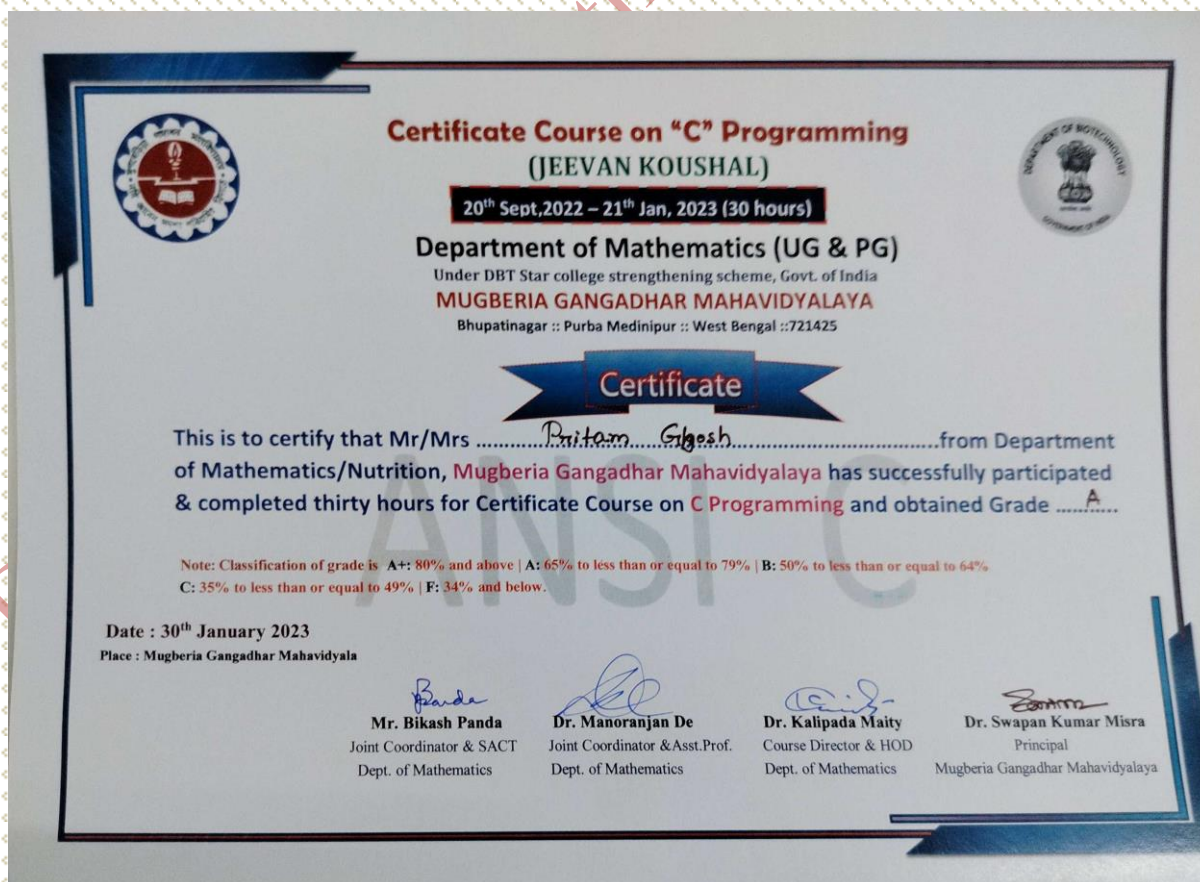 Certificate Course on “C” Programming
(JEEVAN KOUSHAL)
20th Sept,2022 – 21th Jan, 2023 (30 hours)
Department of Mathematics (UG & PG)
Under DBT Star college strengthening scheme, Govt. of India
MUGBERIA GANGADHAR MAHAVIDYALAYA
Bhupatinagar :: Purba Medinipur :: West Bengal ::721425
DEPARTMENT OF BIOTECHNOLOGY
GOVERNMENT OF INDIA
Certificate
This is to certify that Mr/Mrs ........... Pritam Ghosh ...................................from Department
of Mathematics/Nutrition, Mugberia Gangadhar Mahavidyalaya has successfully participated
& completed thirty hours for Certificate Course on C Programming and obtained Grade ......A....
ANSI C
Note: Classification of grade is A+: 80% and above | A: 65% to less than or equal to 79% | B: 50% to less than or equal to 64%
C: 35% to less than or equal to 49% | F: 34% and below.
Date : 30th January 2023
Place : Mugberia Gangadhar Mahavidyala
Mr. Bikash Panda
Joint Coordinator & SACT
Dept. of Mathematics
Dr. Manoranjan De
Joint Coordinator &Asst.Prof.
Dept. of Mathematics
Dr. Kalipada Maity
Course Director & HOD
Dept. of Mathematics
Dr. Swapan Kumar Misra
Principal
Mugberia Gangadhar Mahavidyalaya